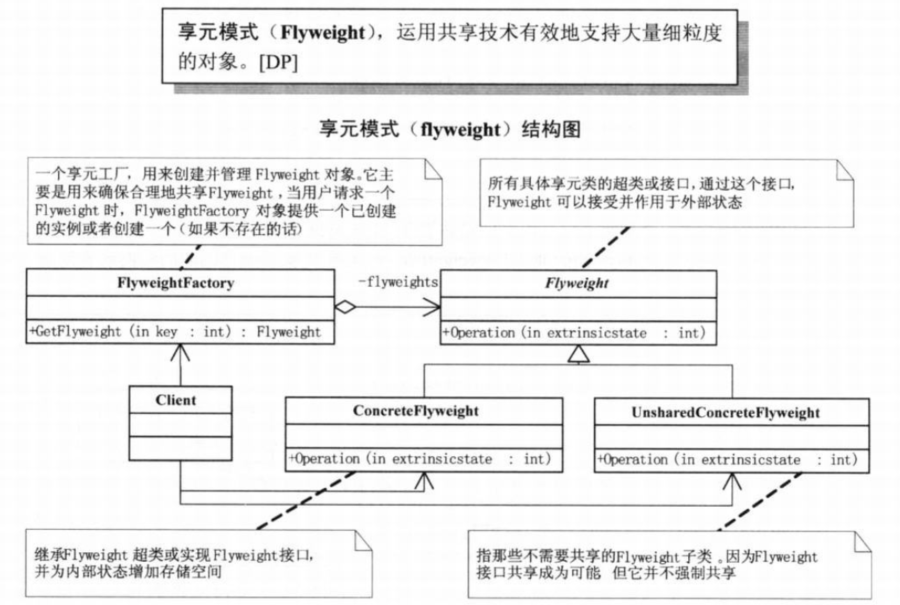 享元模式（Flyweight），运用共享技术有效地支持大量细粒度
的对象。[DP]
享元模式（flyweight）结构图
一个享元工厂，用来创建并管理 Flyweight 对象。它主
要是用来确保合理地共享Flyweight，当用户请求一个
Flyweight 时，FlyweightFactory 对象提供一个已创建
的实例或者创建一个(如果不存在的话)
所有具体享元类的超类或接口，通过这个接口，
Flyweight 可以接受并作用于外部状态
FlyweightFactory
+GetFlyweight (in key : int) : Flyweight
-flyweights
Flyweight
+Operation (in extrinsicstate : int)
Client
ConcreteFlyweight
+Operation (in extrinsicstate : int)
UnsharedConcreteFlyweight
+Operation (in extrinsicstate : int)
继承Flyweight 超类或实现 Flyweight接口，
并为内部状态增加存储空间
指那些不需要共享的Flyweight 子类。因为Flyweight
接口共享成为可能 但它并不强制共享